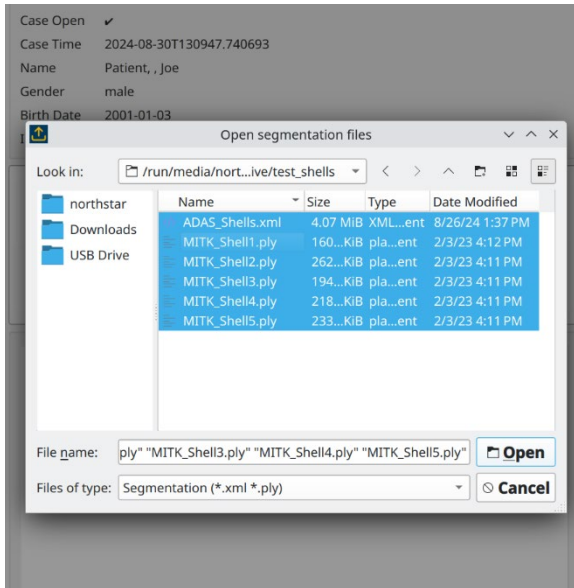 Case Open ✔
Case Time 2024-08-30T130947.740693
Name Patient, , Joe
Gender male
Birth Date 2001-01-03
Open segmentation files
Look in: /run/media/nort...ive/test_shells
northstar
Downloads
USB Drive
Name Size Type Date Modified
ADAS_Shells.xml 4.07 MiB XML...ent 8/26/24 1:37 PM
MITK_Shell1.ply 160...KiB pla...ent 2/3/23 4:12 PM
MITK_Shell2.ply 262...KiB pla...ent 2/3/23 4:11 PM
MITK_Shell3.ply 194...KiB pla...ent 2/3/23 4:11 PM
MITK_Shell4.ply 218...KiB pla...ent 2/3/23 4:11 PM
MITK_Shell5.ply 233...KiB pla...ent 2/3/23 4:11 PM
File name: ply" "MITK_Shell3.ply" "MITK_Shell4.ply" "MITK_Shell5.ply" Open
Files of type: Segmentation (*.xml *.ply) Cancel